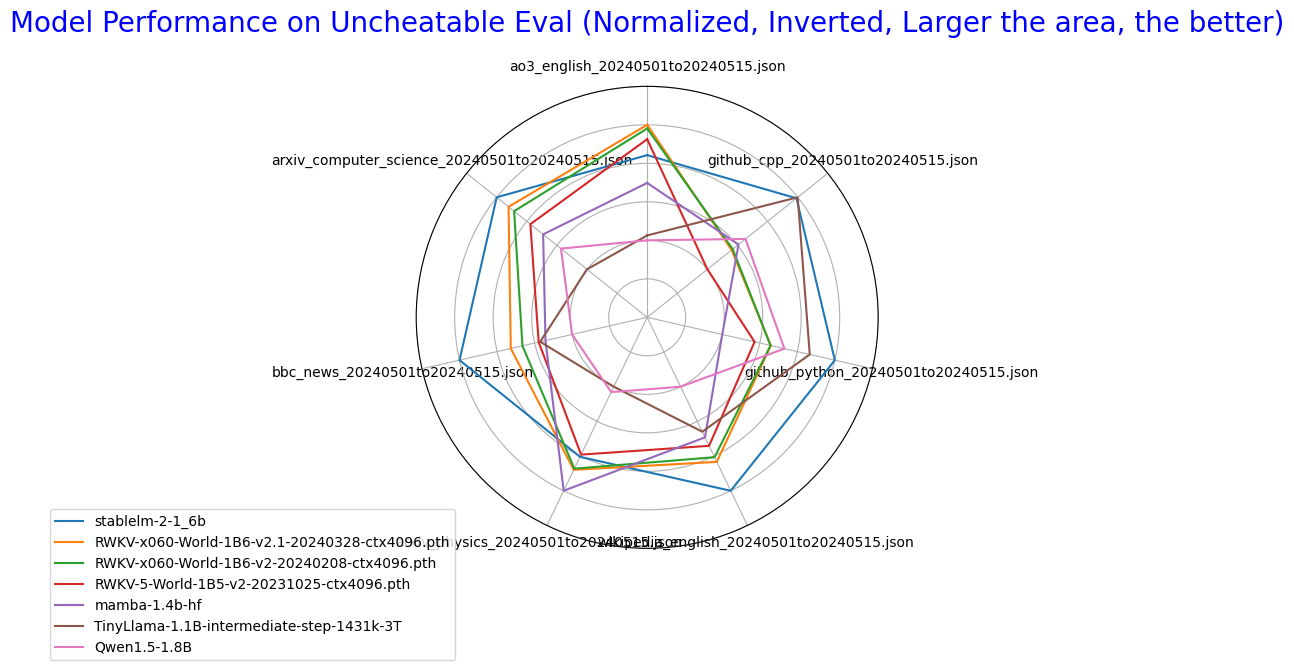 Model Performance on Uncheatable Eval (Normalized, Inverted, Larger the area, the better)
ao3_english_20240501to20240515.json
arxiv_computer_science_20240501to20240515.json
github_cpp_20240501to20240515.json
bbc_news_20240501to20240515.json
github_python_20240501to20240515.json
physics_20240501to20240515.json
wikipedia_english_20240501to20240515.json
stablelm-2-1_6b
RWKV-x060-World-1B6-v2.1-20240328-ctx4096.pth
RWKV-x060-World-1B6-v2-20240208-ctx4096.pth
RWKV-5-World-1B5-v2-20231025-ctx4096.pth
mamba-1.4b-hf
TinyLlama-1.1B-intermediate-step-1431k-3T
Qwen1.5-1.8B